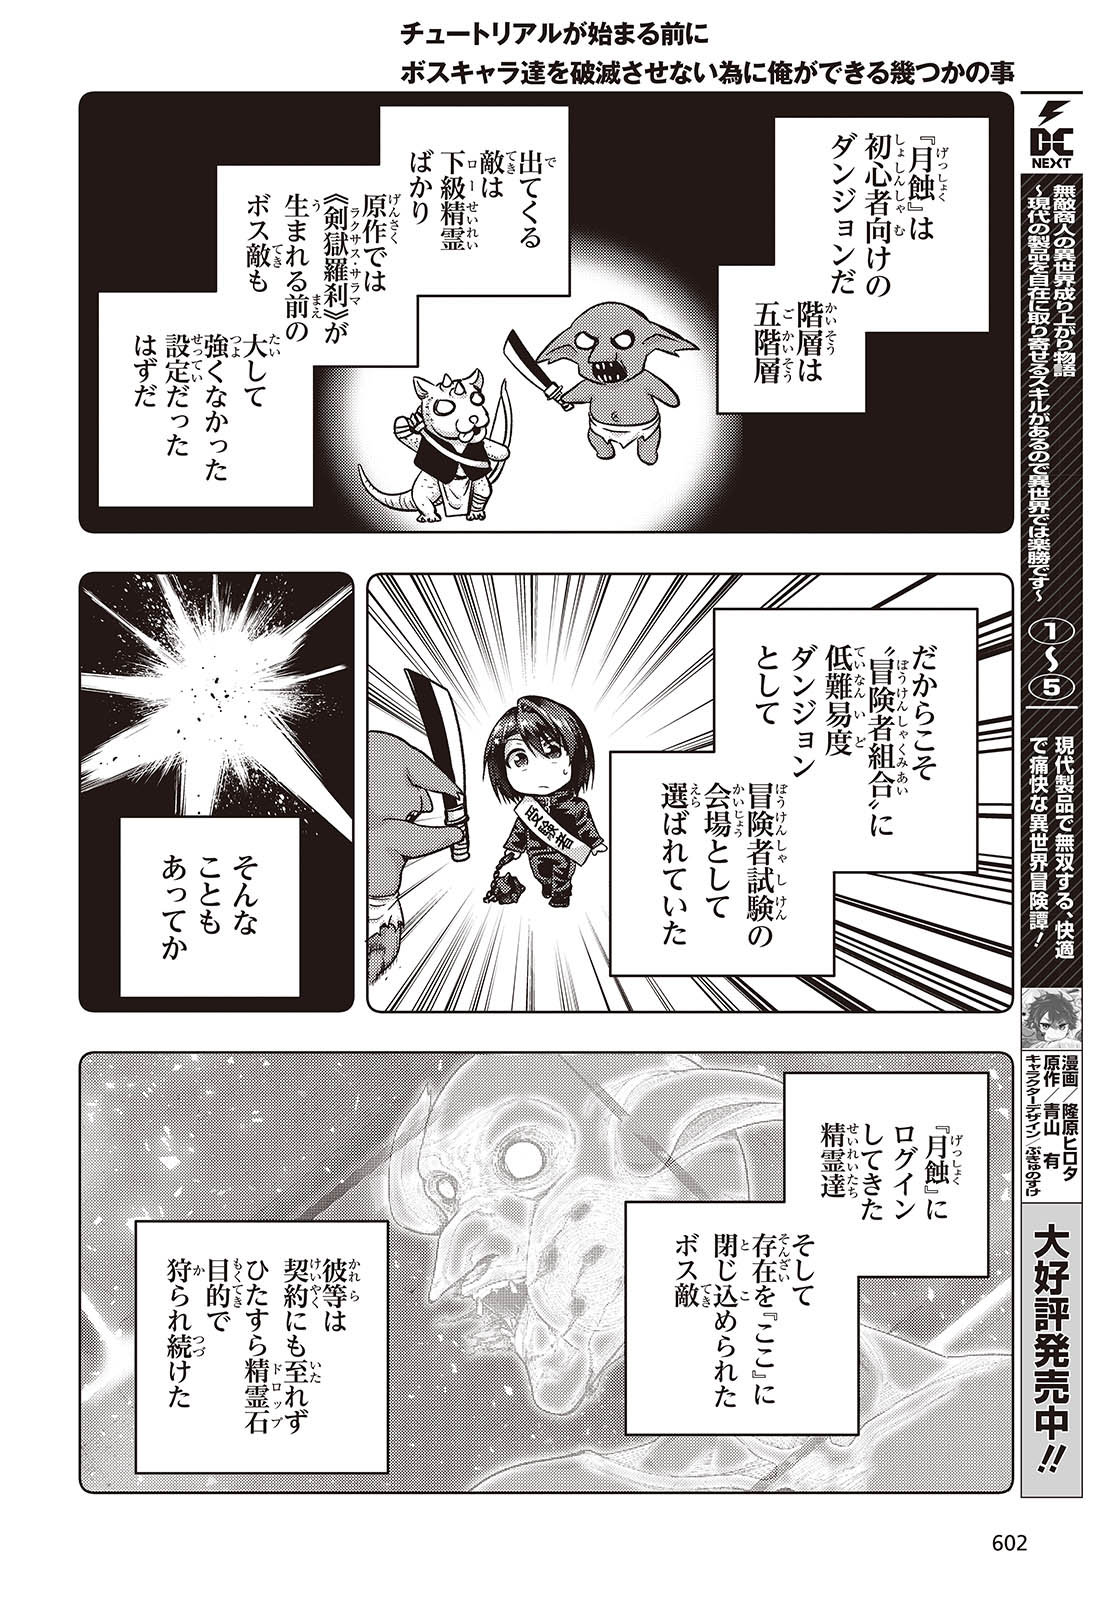 チュートリアルが始まる前に
ボスキャラ達を破滅させない為に俺ができる幾つかの事
『月蝕』は
初心者向けの
ダンジョンだ
階層は
五階層
出てくる
敵は
下級精霊
ばかり
原作では
《剣獄羅刹》が
生まれる前の
ボス敵も
大して
強くなかった
設定だった
はずだ
だからこそ
〝冒険者組合〟に
低難易度
ダンジョン
として
冒険者試験の
会場として
選ばれていた
受験者
そんな
ことも
あってか
『月蝕』に
ログイン
してきた
精霊達
そして
存在を『ここ』に
閉じ込められた
ボス敵
彼等は
契約にも至れず
ひたすら精霊石
目的で
狩られ続けた
DC
NEXT
無敵商人の異世界成り上がり物語
～現代の製品を自在に取り寄せるスキルがあるので異世界では楽勝です～
①～⑤
現代製品で無双する、快適
で痛快な異世界冒険譚！
漫画／隆原ヒロタ
原作／青山 有
キャラクターデザイン／ぷきゅのすけ
大好評発売中!!
602